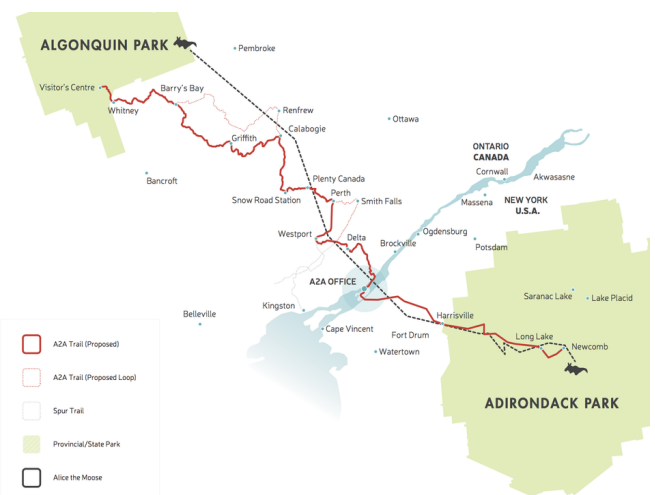 ALGONQUIN PARK
Pembroke
Visitor's Centre
Barry's Bay
Whitney
Renfrew
Ottawa
Griffith
Calabogie
ONTARIO
CANADA
Cornwall
Akwasasne
Bancroft
Plenty Canada
Snow Road Station
Perth
Smith Falls
Massena
NEW YORK
U.S.A.
Westport
Delta
Brockville
Ogdensburg
Potsdam
A2A OFFICE
Saranac Lake
Lake Placid
Kingston
Belleville
Cape Vincent
Harrisville
Fort Drum
Long Lake
Newcomb
Watertown
ADIRONDACK PARK
A2A Trail (Proposed)
A2A Trail (Proposed Loop)
Spur Trail
Provincial/State Park
Alice the Moose